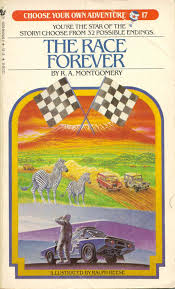 CHOOSE YOUR OWN ADVENTURE 17
YOU'RE THE STAR OF THE
STORY! CHOOSE FROM 32 POSSIBLE ENDINGS.
THE RACE
FOREVER
BY R. A. MONTGOMERY
ILLUSTRATED BY RALPH REESE